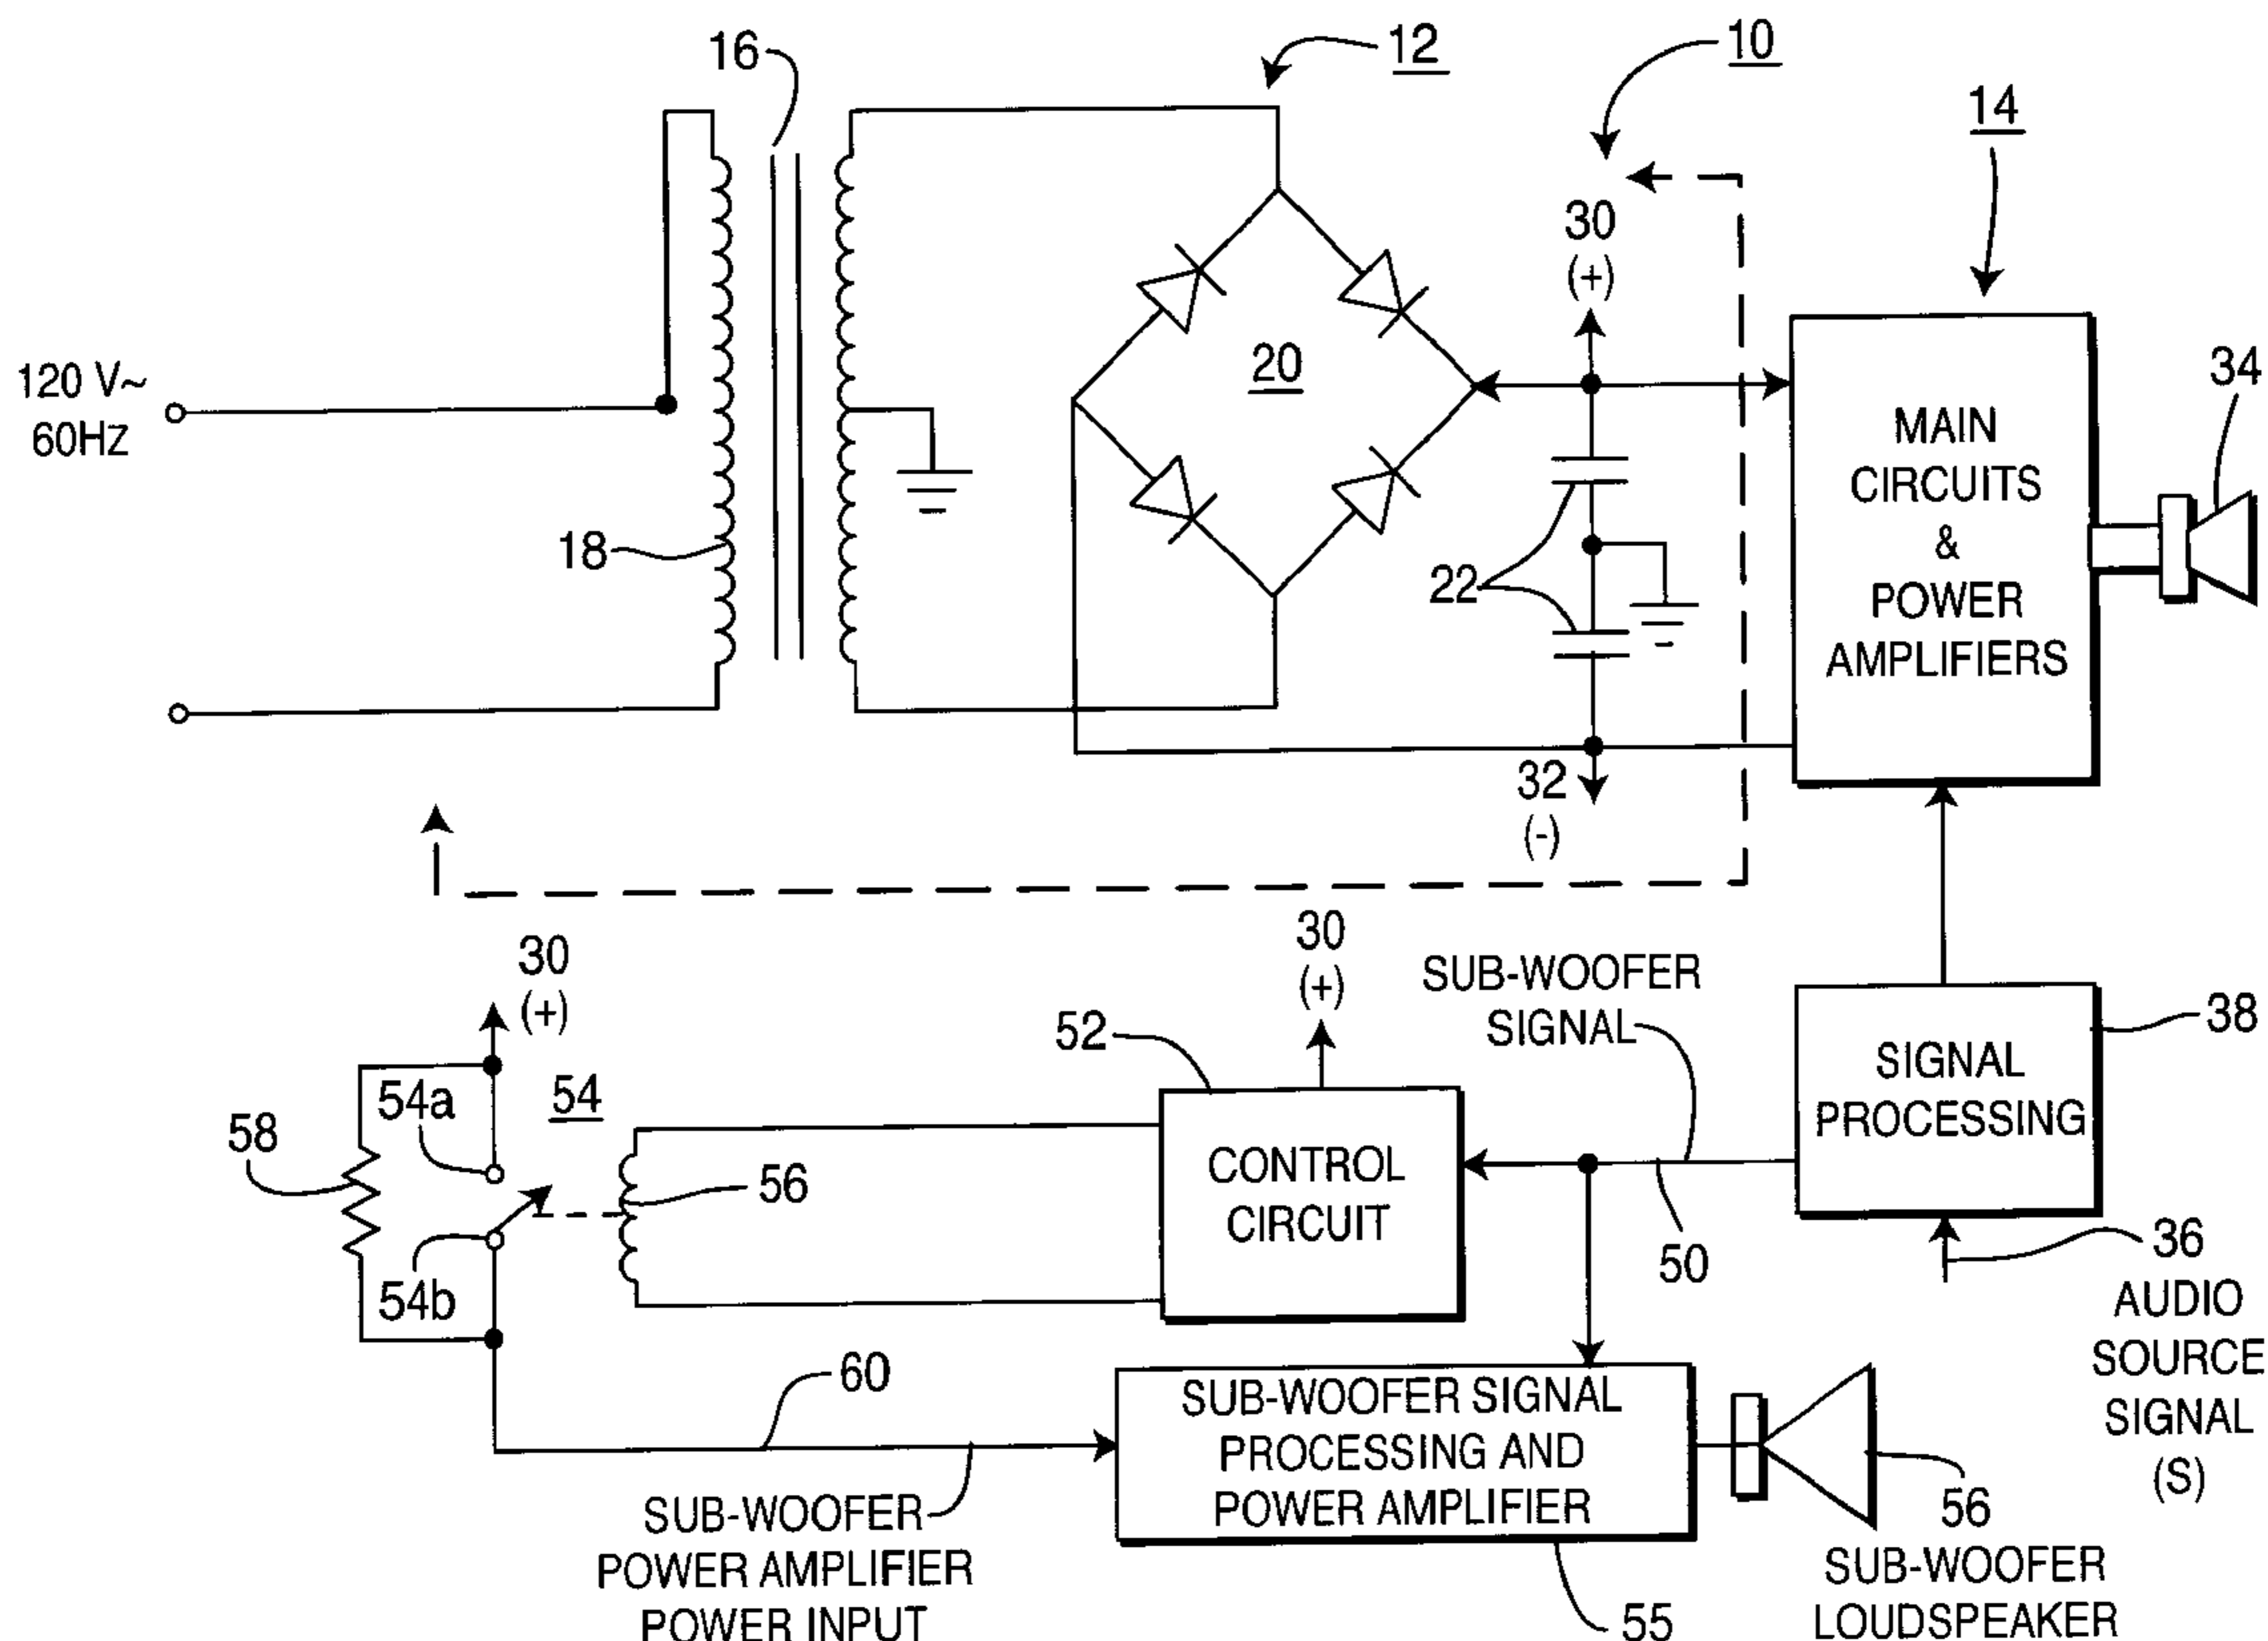 16
12
10
14
120 V~
60HZ
18
20
30
(+)
22
32
(-)
MAIN
CIRCUITS
&
POWER
AMPLIFIERS
34
30
(+)
54a
54
58
54b
56
52
30
(+)
CONTROL
CIRCUIT
SUB-WOOFER
SIGNAL
50
SIGNAL
PROCESSING
38
36
AUDIO
SOURCE
SIGNAL
(S)
60
SUB-WOOFER
POWER AMPLIFIER
POWER INPUT
SUB-WOOFER SIGNAL
PROCESSING AND
POWER AMPLIFIER
55
56
SUB-WOOFER
LOUDSPEAKER